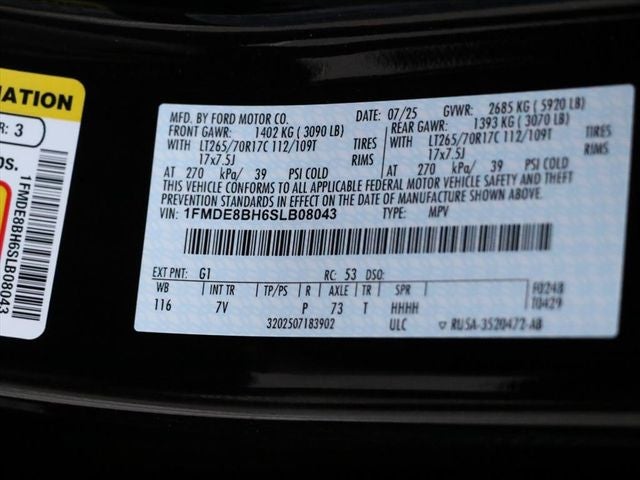 ATION
R: 3
os.
1FMDE8BH6SLB08043
MFD. BY FORD MOTOR CO. DATE: 07/25 GVWR: 2685 KG ( 5920 LB)
FRONT GAWR: 1402 KG ( 3090 LB) REAR GAWR: 1393 KG ( 3070 LB)
WITH LT265/70R17C 112/109T TIRES WITH LT265/70R17C 112/109T TIRES
17x7.5J RIMS 17x7.5J RIMS
AT 270 kPa/ 39 PSI COLD AT 270 kPa/ 39 PSI COLD
THIS VEHICLE CONFORMS TO ALL APPLICABLE FEDERAL MOTOR VEHICLE SAFETY AND THEFT
PREVENTION STANDARDS IN EFFECT ON THE DATE OF MANUFACTURE SHOWN ABOVE.
VIN: 1FMDE8BH6SLB08043 TYPE: MPV
EXT PNT: G1 RC: 53 DSO:
WB INT TR TP/PS R AXLE TR SPR F0248
116 7V P 73 T HHHH T0429
3202507183902 ULC ▽ RUSA-3520472-AB